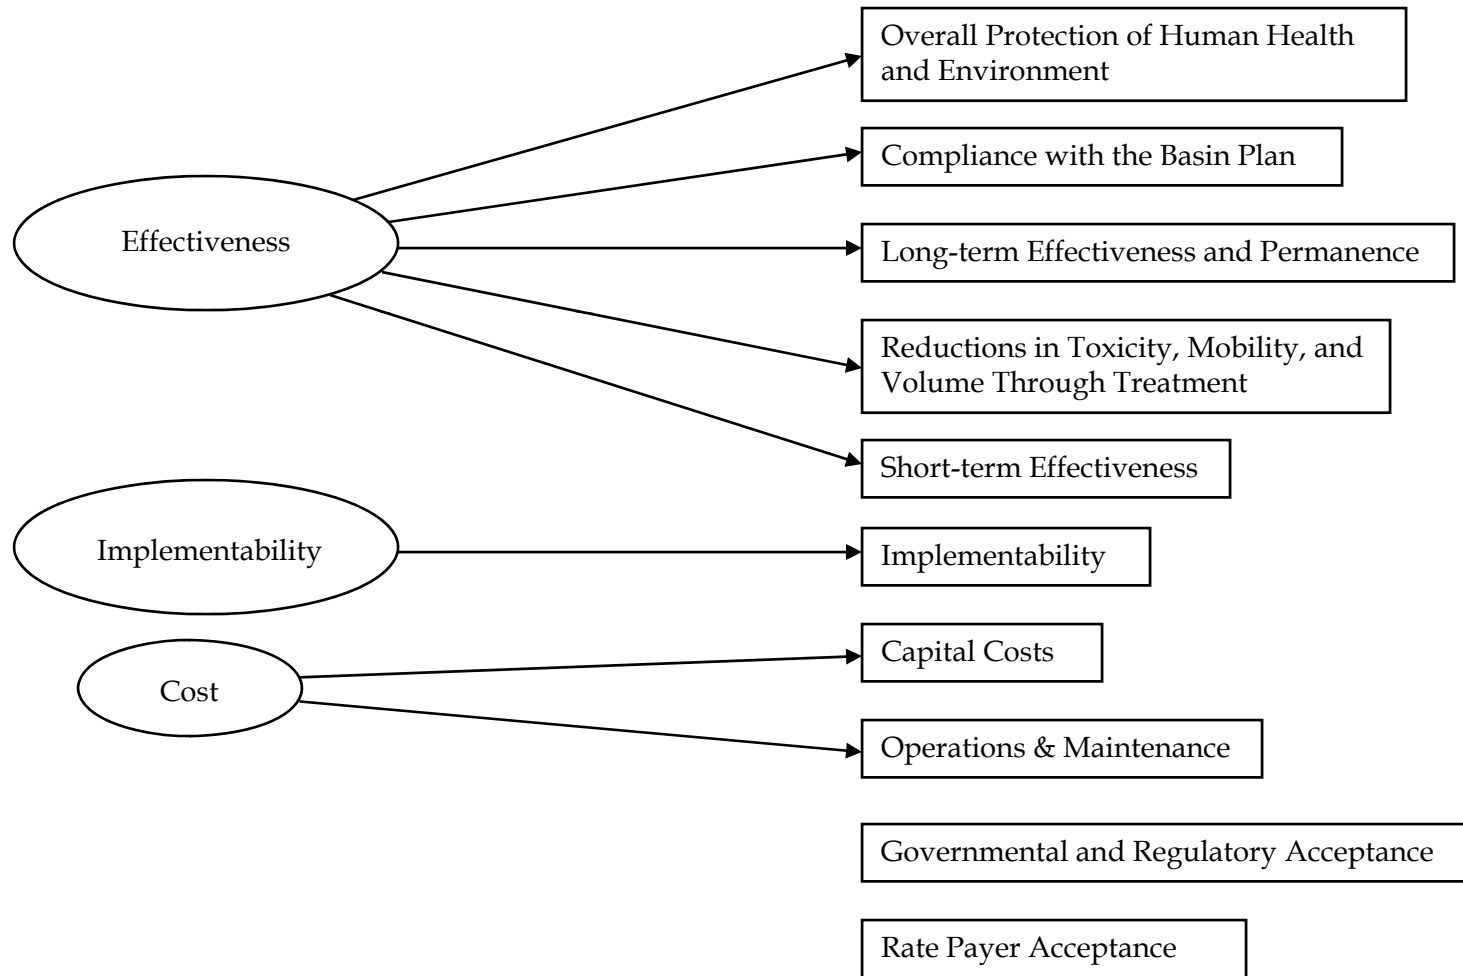 Overall Protection of Human Health
and Environment
Compliance with the Basin Plan
Effectiveness
Long-term Effectiveness and Permanence
Reductions in Toxicity, Mobility, and
Volume Through Treatment
Short-term Effectiveness
Implementability
Implementability
Capital Costs
Cost
Operations & Maintenance
Governmental and Regulatory Acceptance
Rate Payer Acceptance